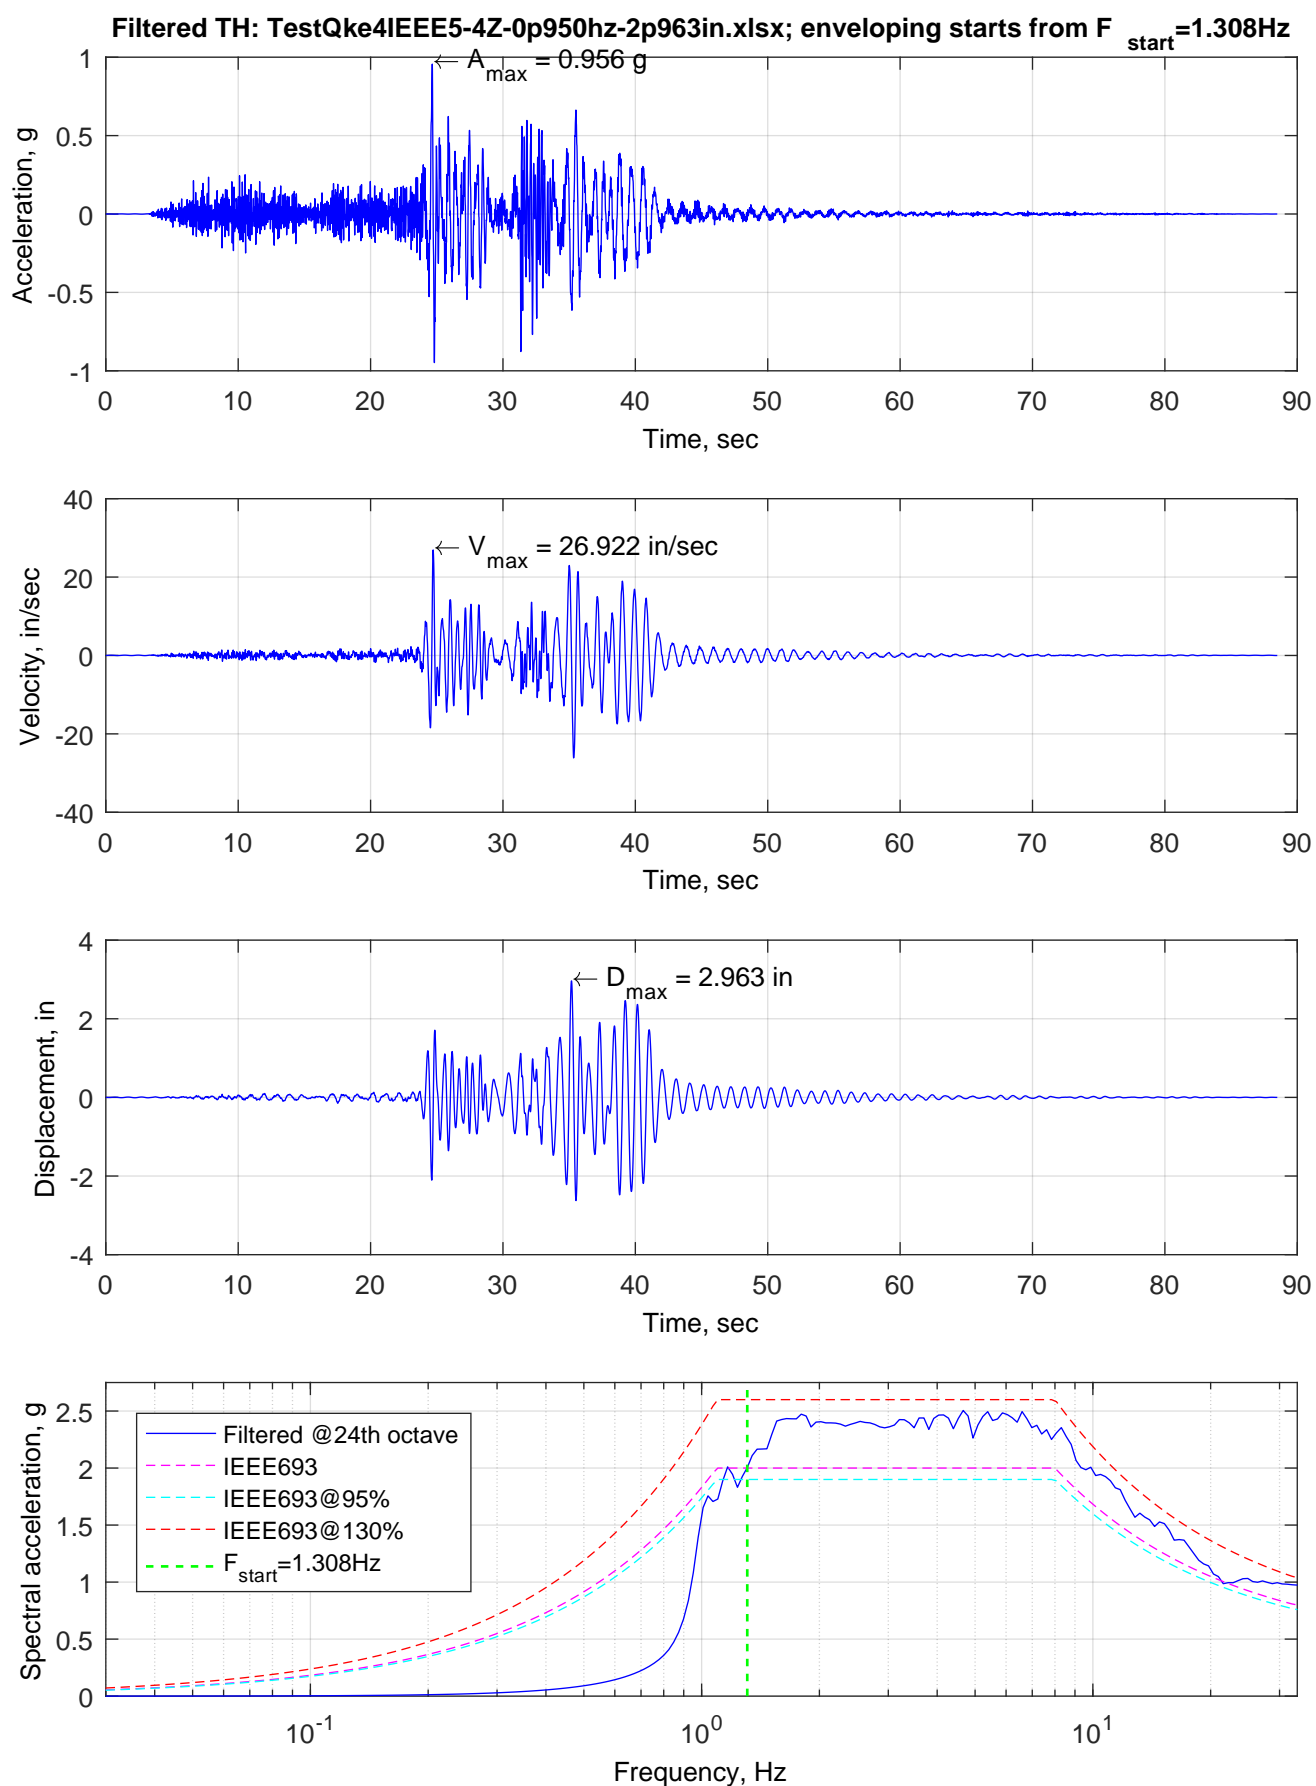 Filtered TH: TestQke4IEEE5-4Z-0p950hz-2p963in.xlsx; enveloping starts from F start=1.308Hz
← Amax = 0.956 g
Acceleration, g
1
0.5
0
-0.5
-1
0 10 20 30 40 50 60 70 80 90
Time, sec
← Vmax = 26.922 in/sec
Velocity, in/sec
40
20
0
-20
-40
0 10 20 30 40 50 60 70 80 90
Time, sec
← Dmax = 2.963 in
Displacement, in
4
2
0
-2
-4
0 10 20 30 40 50 60 70 80 90
Time, sec
Spectral acceleration, g
2.5
2
1.5
1
0.5
0
Filtered @24th octave
IEEE693
IEEE693@95%
IEEE693@130%
Fstart=1.308Hz
10-1 100 101
Frequency, Hz